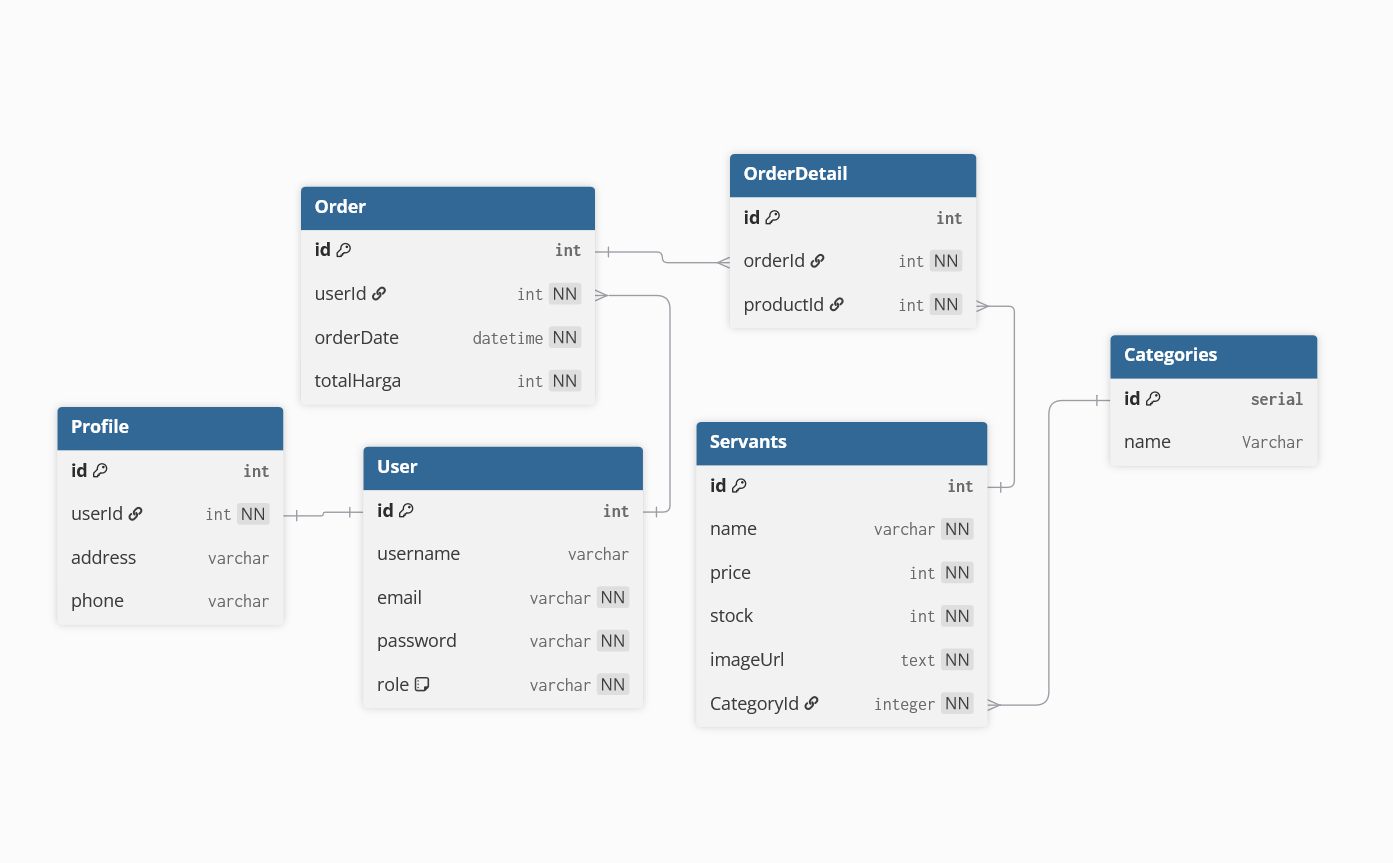 Order
id int
userId int NN
orderDate datetime NN
totalHarga int NN
OrderDetail
id int
orderId int NN
productId int NN
Categories
id serial
name Varchar
Profile
id int
userId int NN
address varchar
phone varchar
User
id int
username varchar
email varchar NN
password varchar NN
role varchar NN
Servants
id int
name varchar NN
price int NN
stock int NN
imageUrl text NN
CategoryId integer NN